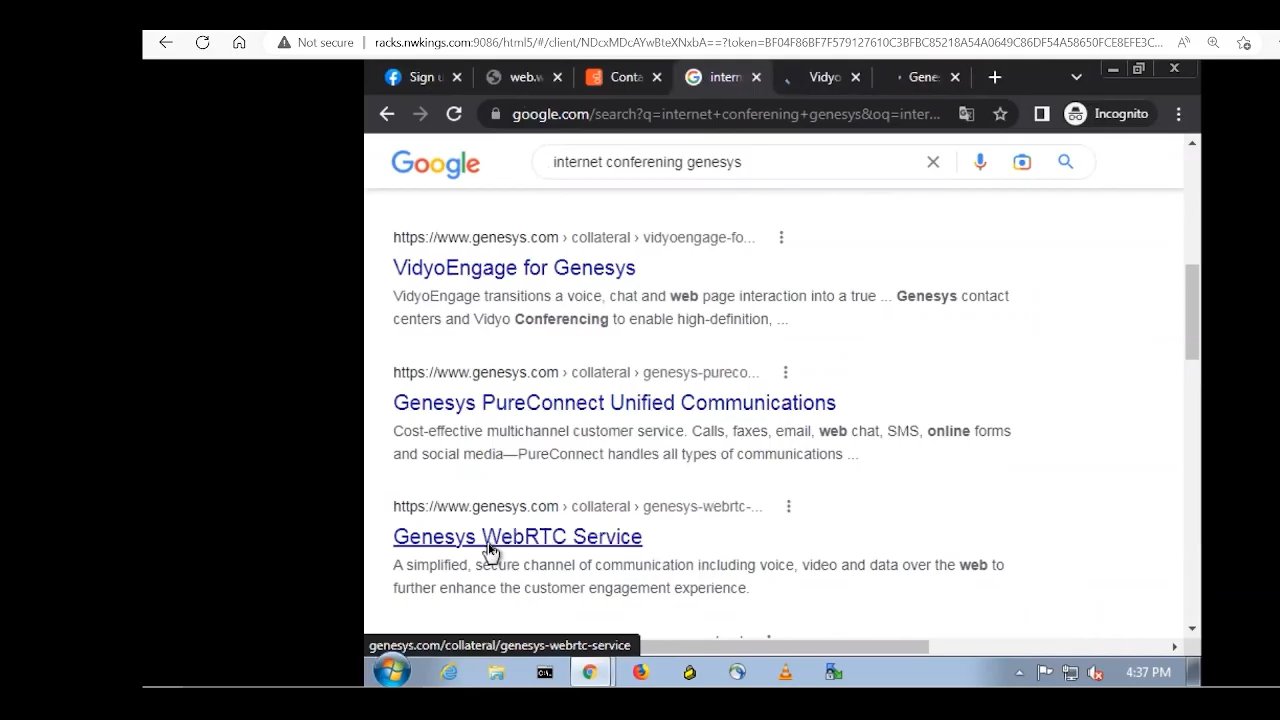 Not secure
racks.nwkings.com:9086/html5/#/client/NDcxMDcAYwBteXNxbA==?token=BF04F86BF7F579127610C3BFBC85218A54A0649C86DF54A58650FCE8EFE3C...
Sign u
web.w
Conta
intern
Vidyo
Gene
google.com/search?q=internet+conferening+genesys&oq=inter...
Incognito
Google
internet conferening genesys
https://www.genesys.com › collateral › vidyoengage-fo...
VidyoEngage for Genesys
VidyoEngage transitions a voice, chat and web page interaction into a true ... Genesys contact
centers and Vidyo Conferencing to enable high-definition, ...
https://www.genesys.com › collateral › genesys-pureco...
Genesys PureConnect Unified Communications
Cost-effective multichannel customer service. Calls, faxes, email, web chat, SMS, online forms
and social media—PureConnect handles all types of communications ...
https://www.genesys.com › collateral › genesys-webrtc-...
Genesys WebRTC Service
A simplified, secure channel of communication including voice, video and data over the web to
further enhance the customer engagement experience.
genesys.com/collateral/genesys-webrtc-service
4:37 PM